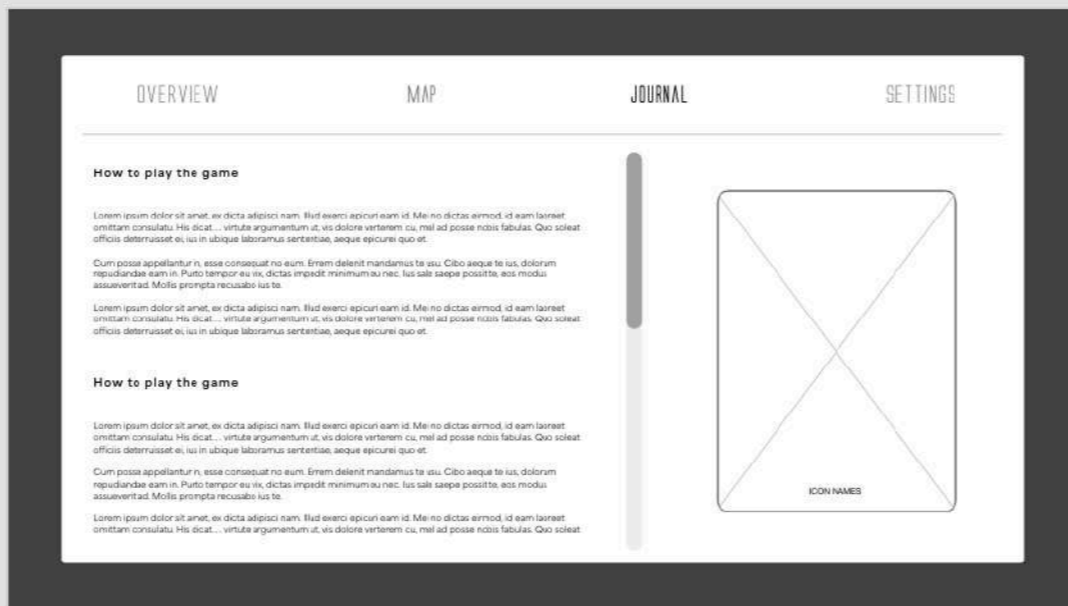 OVERVIEW MAP JOURNAL SETTINGS
How to play the game
Lorem ipsum dolor sit amet, ex dicta adipisci nam. Illud exerci epicuri eam id. Mei no dictas eirmod, id eam laoreet
omittam consulatu. His dicat... virtute argumentum ut, vis dolore verterem cu, mel ad posse nobis fabulas. Quo soleat
officiis deterruisset ei, ius in ubique laboramus sententiae, aeque epicurei quo et.
Cum posse appellantur n, esse consequat no eum. Errem delenit mandamus te usu. Cibo aeque te ius, dolorum
repudiandae eam in. Purto tempor eu vix, dictas impedit minimum eu nec. Ius sale saepe possitte, eos modus
assueverit ad. Mollis prompta recusabo ius te.
Lorem ipsum dolor sit amet, ex dicta adipisci nam. Illud exerci epicuri eam id. Mei no dictas eirmod, id eam laoreet
omittam consulatu. His dicat... virtute argumentum ut, vis dolore verterem cu, mel ad posse nobis fabulas. Quo soleat
officiis deterruisset ei, ius in ubique laboramus sententiae, aeque epicurei quo et.
How to play the game
Lorem ipsum dolor sit amet, ex dicta adipisci nam. Illud exerci epicuri eam id. Mei no dictas eirmod, id eam laoreet
omittam consulatu. His dicat... virtute argumentum ut, vis dolore verterem cu, mel ad posse nobis fabulas. Quo soleat
officiis deterruisset ei, ius in ubique laboramus sententiae, aeque epicurei quo et.
Cum posse appellantur n, esse consequat no eum. Errem delenit mandamus te usu. Cibo aeque te ius, dolorum
repudiandae eam in. Purto tempor eu vix, dictas impedit minimum eu nec. Ius sale saepe possitte, eos modus
assueverit ad. Mollis prompta recusabo ius te.
Lorem ipsum dolor sit amet, ex dicta adipisci nam. Illud exerci epicuri eam id. Mei no dictas eirmod, id eam laoreet
omittam consulatu. His dicat... virtute argumentum ut, vis dolore verterem cu, mel ad posse nobis fabulas. Quo soleat
ICON NAMES